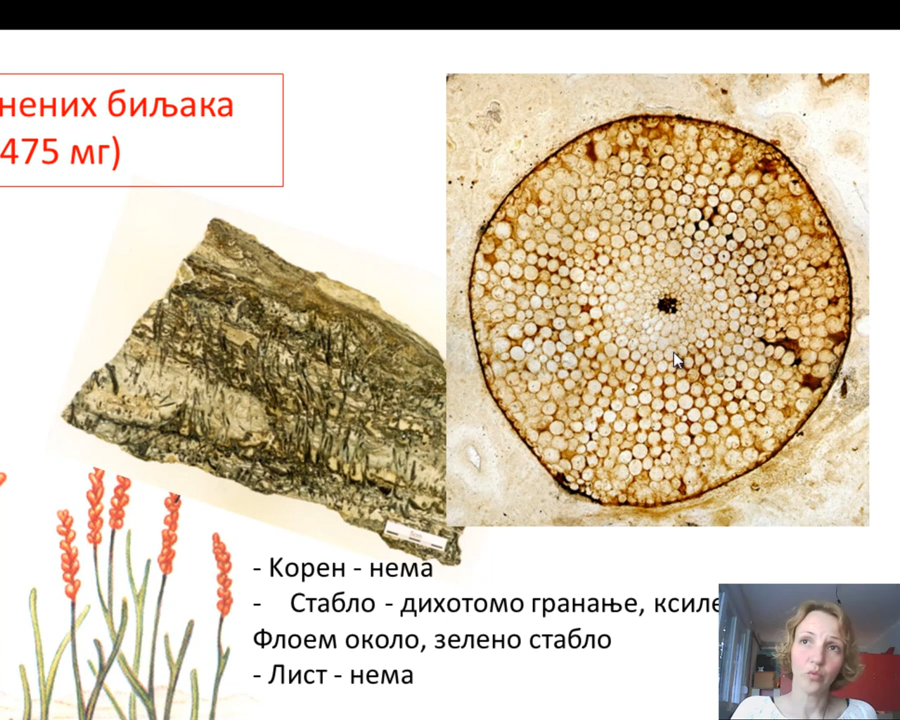 нених биљака
475 мг)
- Корен - нема
- Стабло - дихотомо гранање, ксиле
Флоем около, зелено стабло
- Лист - нема